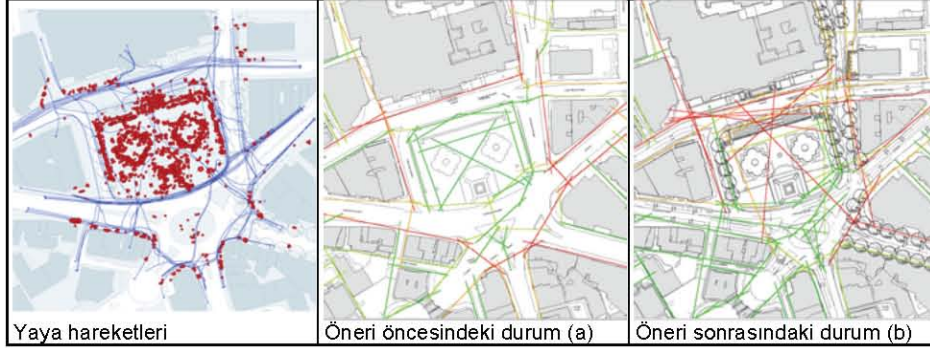 Yaya hareketleri
Öneri öncesindeki durum (a)
Öneri sonrasındaki durum (b)